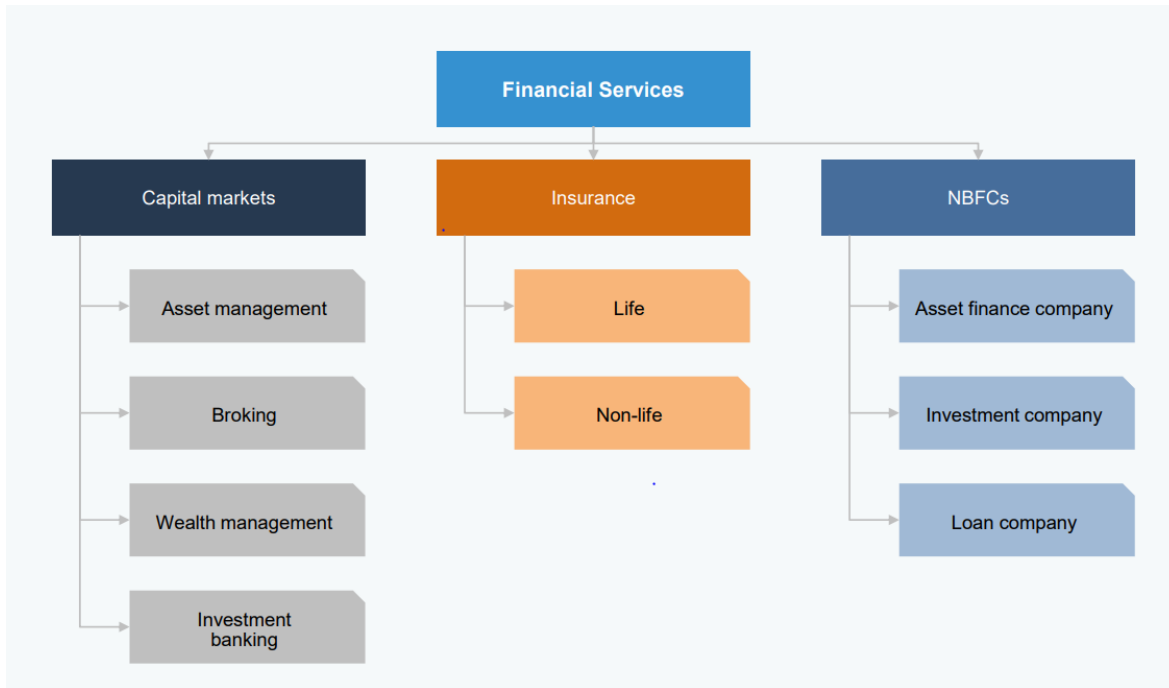 Financial Services
Capital markets
Insurance
NBFCs
Asset management
Life
Asset finance company
Broking
Non-life
Investment company
Wealth management
Loan company
Investment
banking